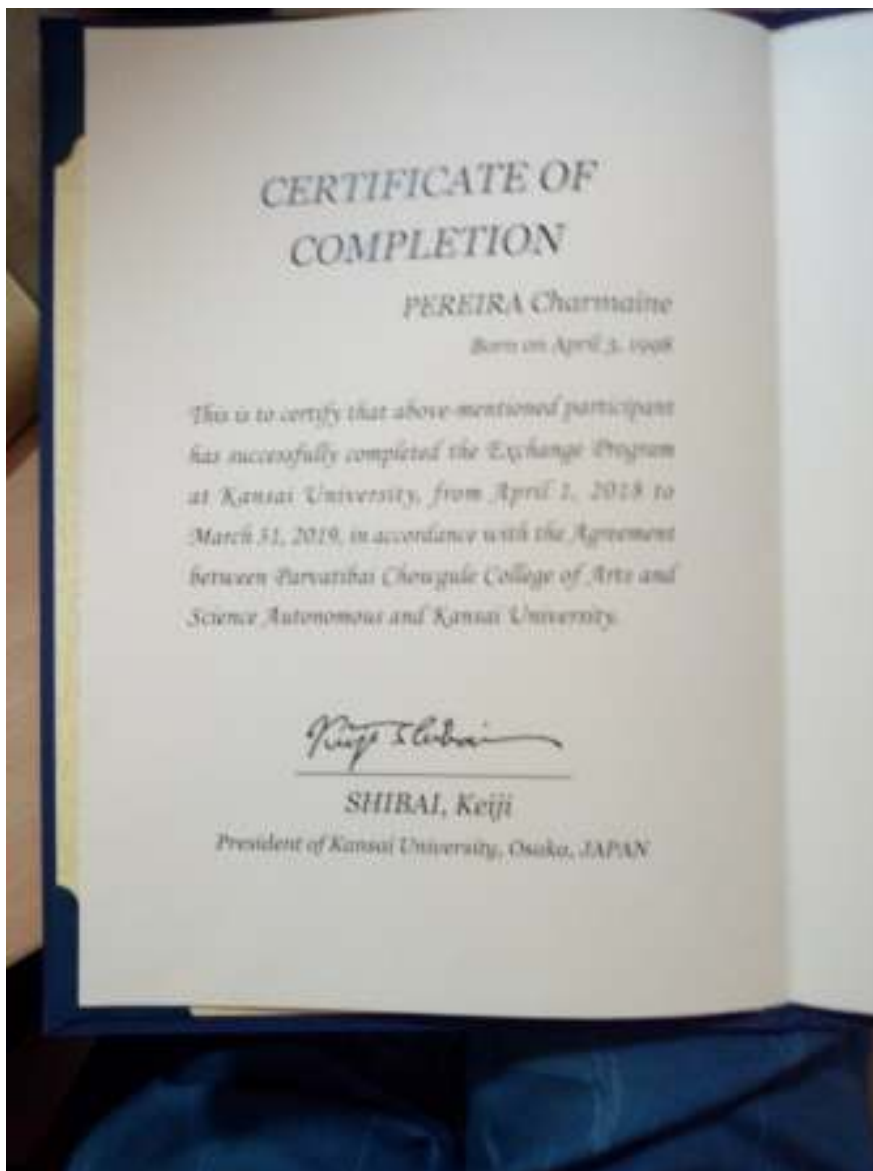 CERTIFICATE OF
COMPLETION
PEREIRA Charmaine
Born on April 3, 1998
This is to certify that above-mentioned participant
has successfully completed the Exchange Program
at Kansai University, from April 1, 2018 to
March 31, 2019, in accordance with the Agreement
between Parvatibai Chowgule College of Arts and
Science Autonomous and Kansai University.
Keiji Shibai
SHIBAI, Keiji
President of Kansai University, Osaka, JAPAN